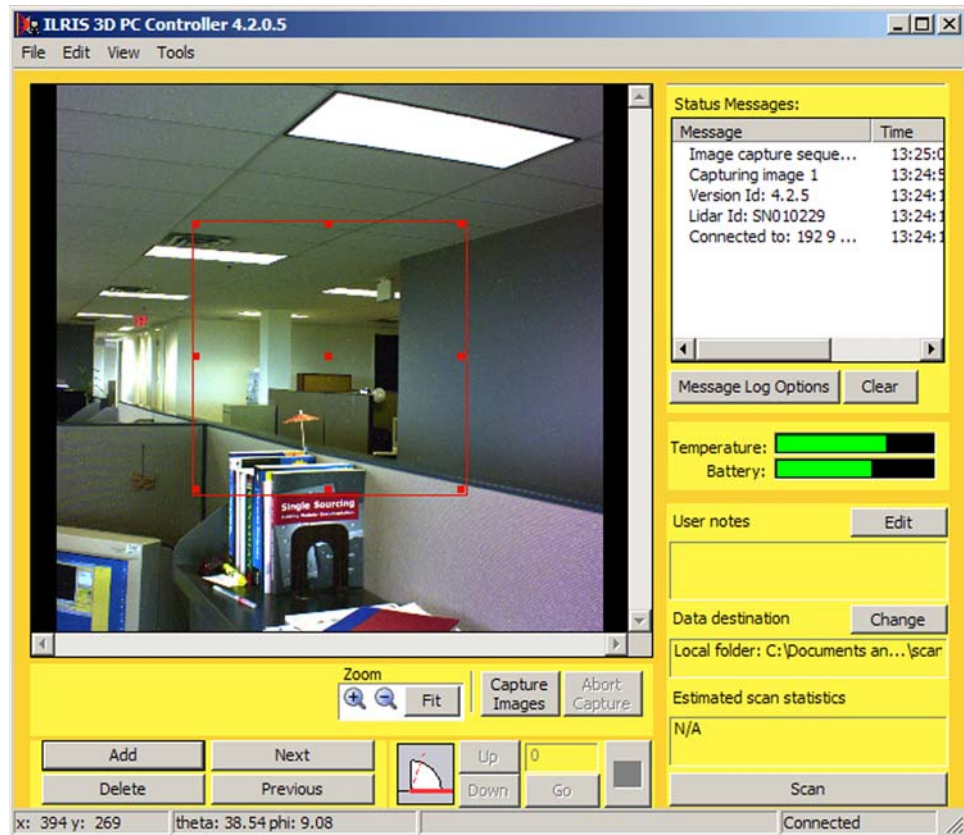 ILRIS 3D PC Controller 4.2.0.5
File Edit View Tools
Status Messages:
Message Time
Image capture seque... 13:25:0
Capturing image 1 13:24:5
Version Id: 4.2.5 13:24:1
Lidar Id: SN010229 13:24:1
Connected to: 192 9 ... 13:24:1
Message Log Options Clear
Temperature:
Battery:
Single Sourcing
User notes Edit
Data destination Change
Local folder: C:\Documents an...\scan
Zoom
Fit
Capture Images
Abort Capture
Estimated scan statistics
N/A
Add Next
Delete Previous
Up 0
Down Go
Scan
x: 394 y: 269 theta: 38.54 phi: 9.08 Connected